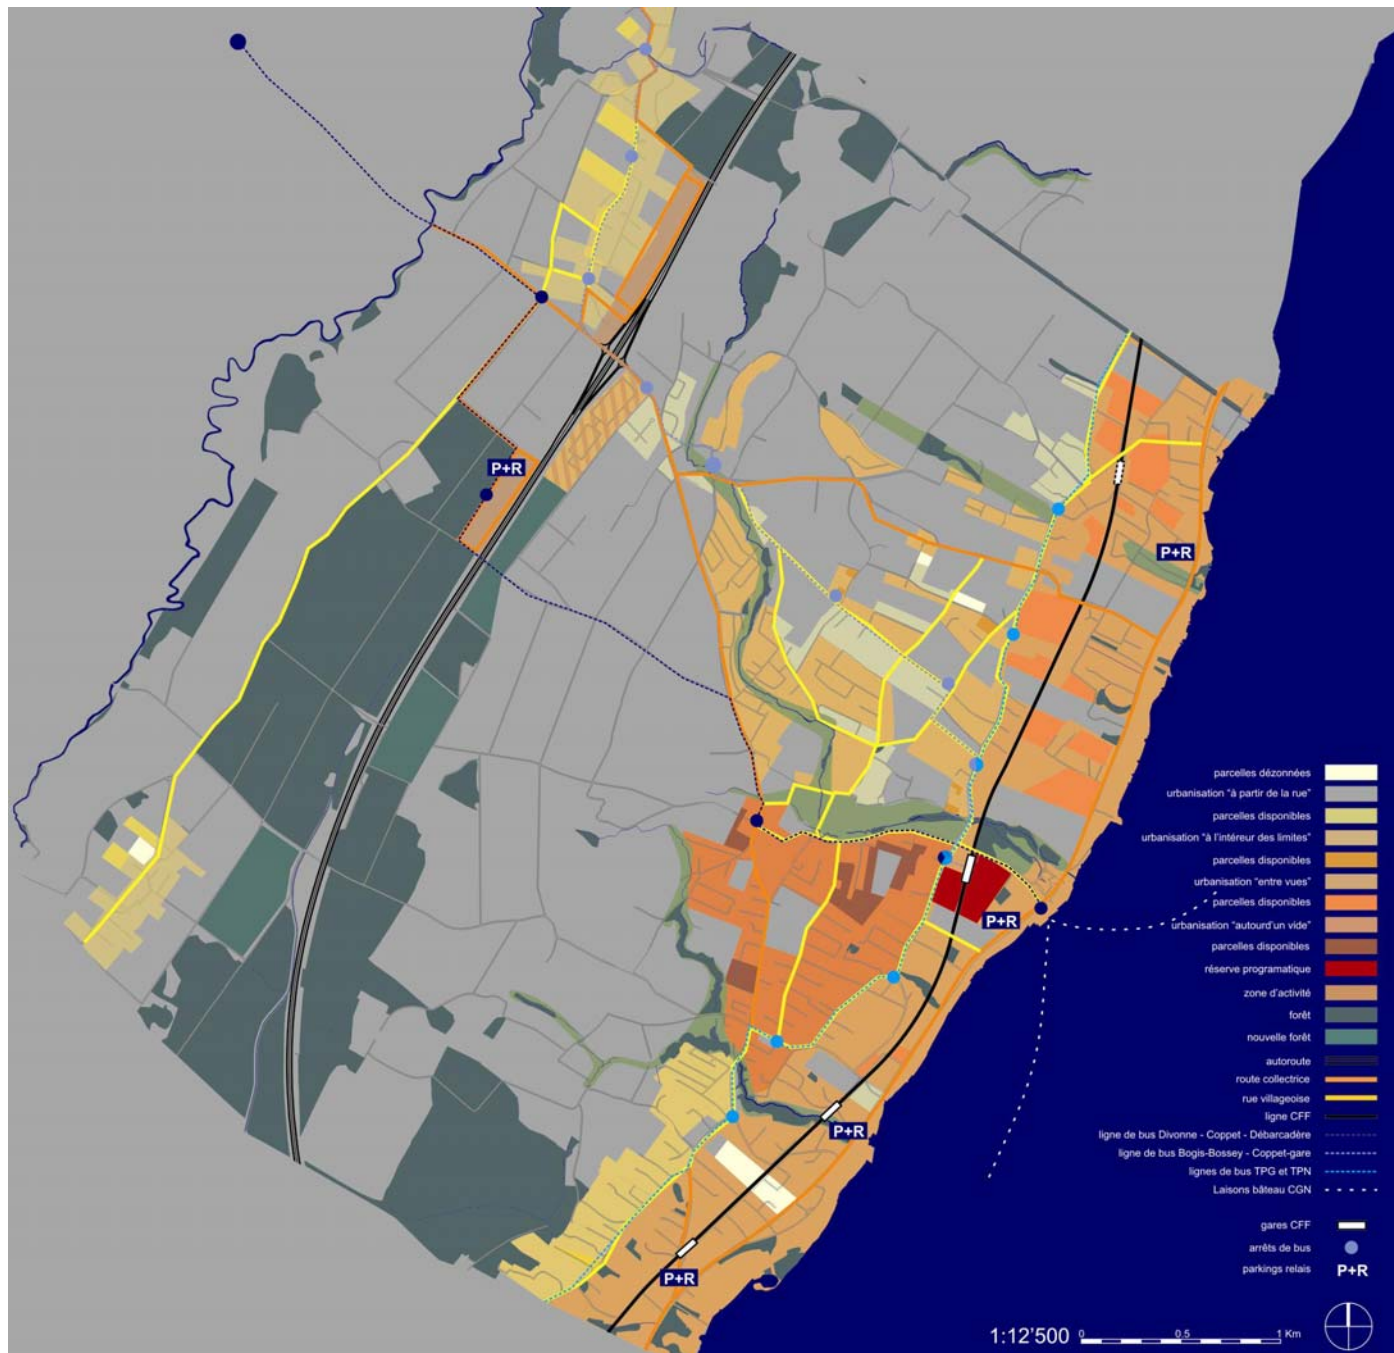 P+R
P+R
parcelles dézonnées
urbanisation "à partir de la rue"
parcelles disponibles
urbanisation "à l'intéreur des limites"
parcelles disponibles
urbanisation "entre vues"
parcelles disponibles
urbanisation "autourd'un vide"
parcelles disponibles
réserve programatique
zone d'activité
forêt
nouvelle forêt
autoroute
route collectrice
rue villageoise
ligne CFF
ligne de bus Divonne - Coppet - Débarcadère
ligne de bus Bogis-Bossey - Coppet-gare
lignes de bus TPG et TPN
Laisons bâteau CGN
gares CFF
arrêts de bus
parkings relais P+R
P+R
P+R
P+R
1:12'500 0 0.5 1 Km